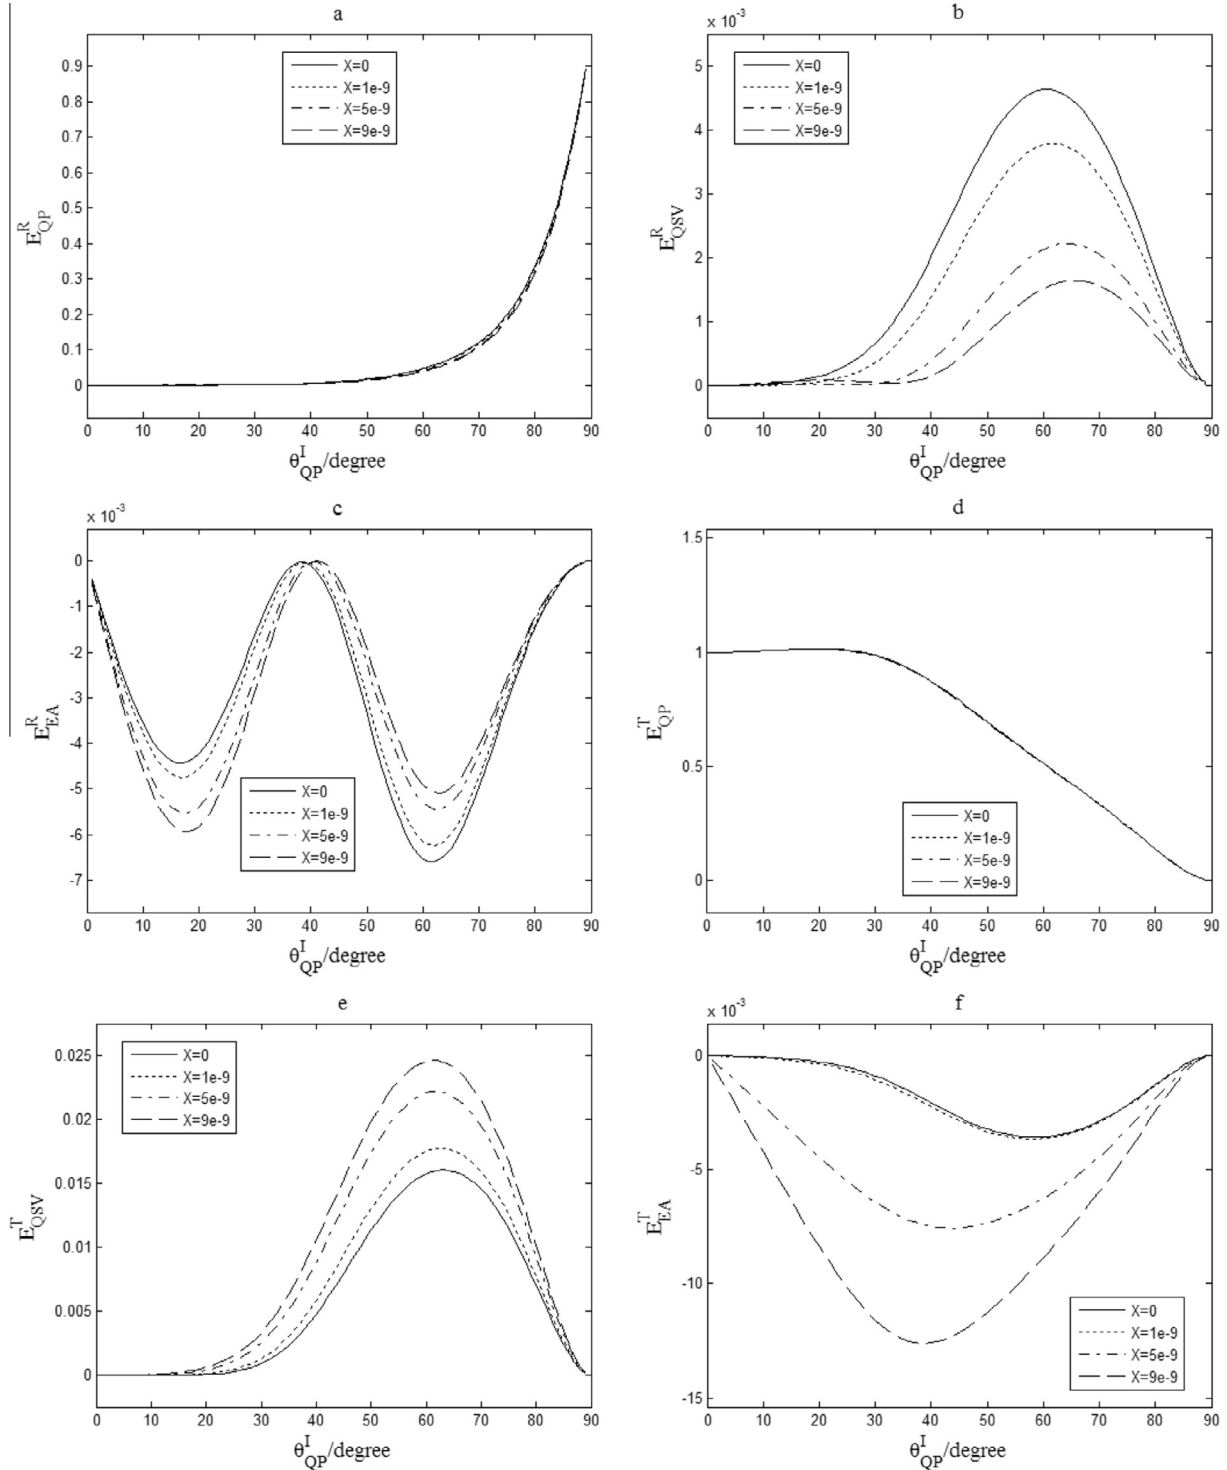 a
0.9
0.8
0.7
0.6
0.5
0.4
0.3
0.2
0.1
0
X=0
X=1e-9
X=5e-9
X=9e-9
E^R_QP
0 10 20 30 40 50 60 70 80 90
θ^I_QP/degree
b
x 10^-3
5
4
3
2
1
0
X=0
X=1e-9
X=5e-9
X=9e-9
E^R_QSV
0 10 20 30 40 50 60 70 80 90
θ^I_QP/degree
c
x 10^-3
0
-1
-2
-3
-4
-5
-6
-7
X=0
X=1e-9
X=5e-9
X=9e-9
E^R_EA
0 10 20 30 40 50 60 70 80 90
θ^I_QP/degree
d
1.5
1
0.5
0
X=0
X=1e-9
X=5e-9
X=9e-9
E^T_QP
0 10 20 30 40 50 60 70 80 90
θ^I_QP/degree
e
0.025
0.02
0.015
0.01
0.005
0
X=0
X=1e-9
X=5e-9
X=9e-9
E^T_QSV
0 10 20 30 40 50 60 70 80 90
θ^I_QP/degree
f
x 10^-3
0
-5
-10
-15
X=0
X=1e-9
X=5e-9
X=9e-9
E^T_EA
0 10 20 30 40 50 60 70 80 90
θ^I_QP/degree